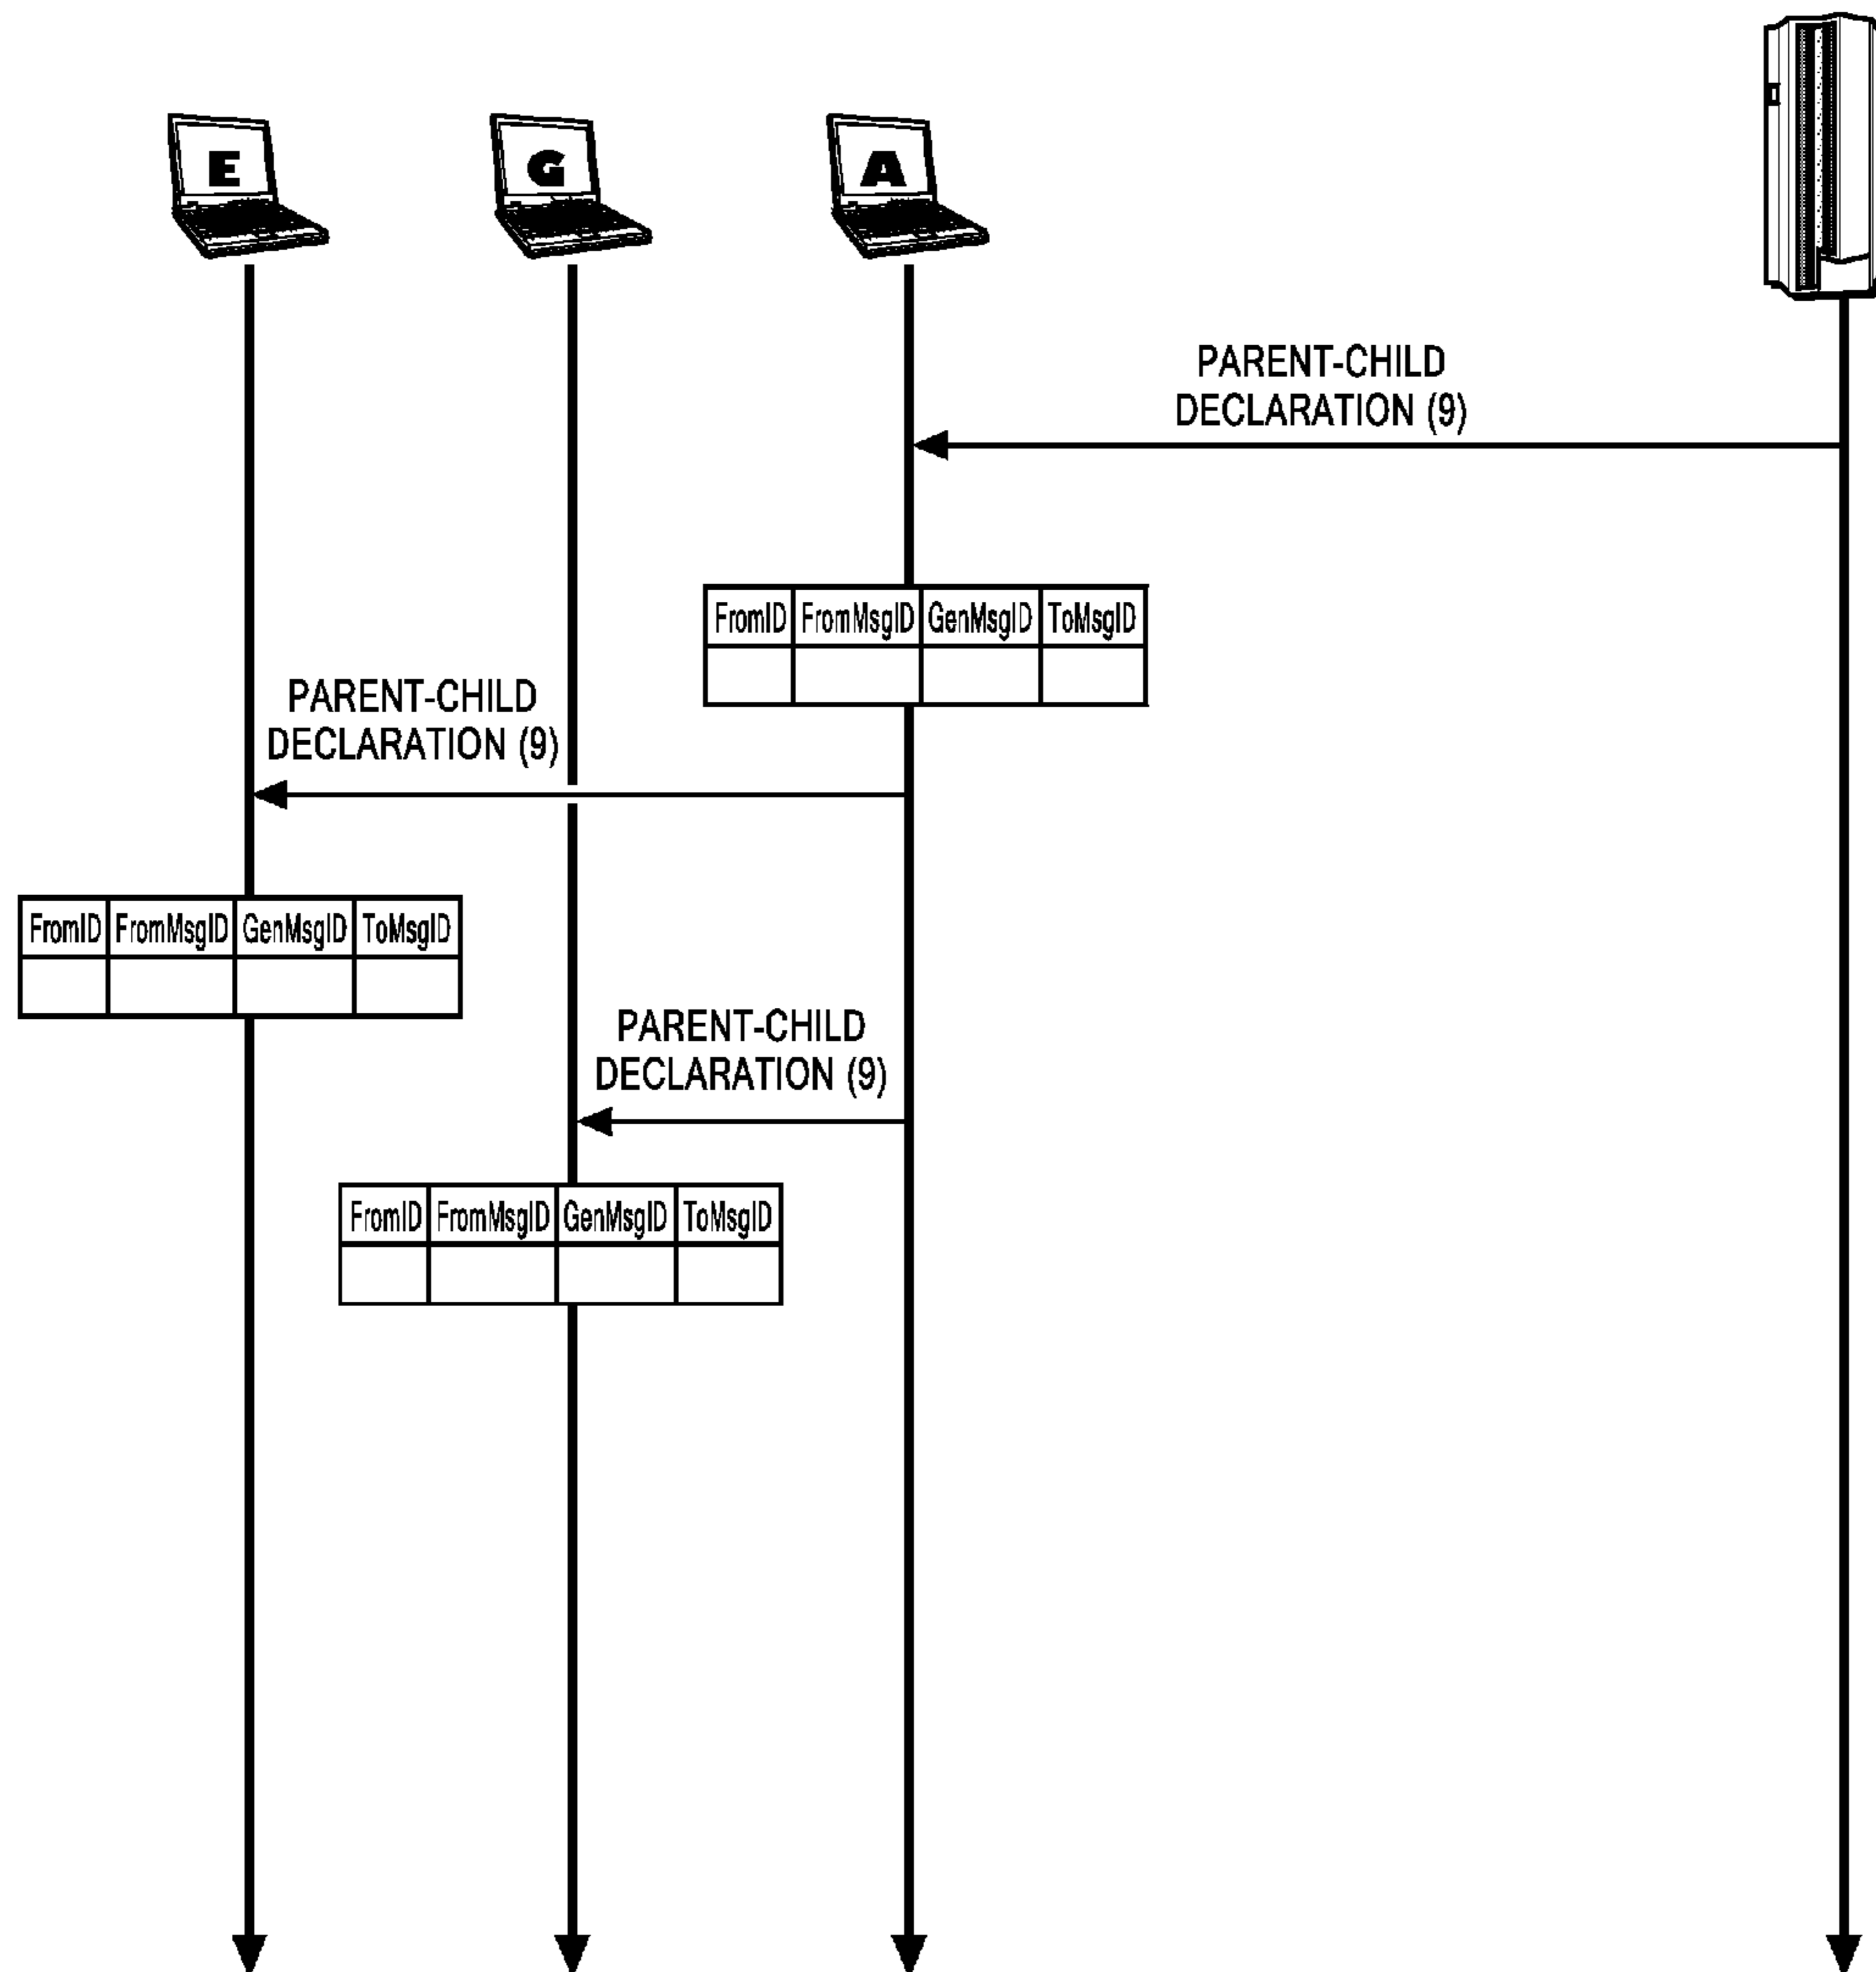 E
G
A
PARENT-CHILD
DECLARATION (9)
FromID FromMsgID GenMsgID ToMsgID
PARENT-CHILD
DECLARATION (9)
FromID FromMsgID GenMsgID ToMsgID
PARENT-CHILD
DECLARATION (9)
FromID FromMsgID GenMsgID ToMsgID